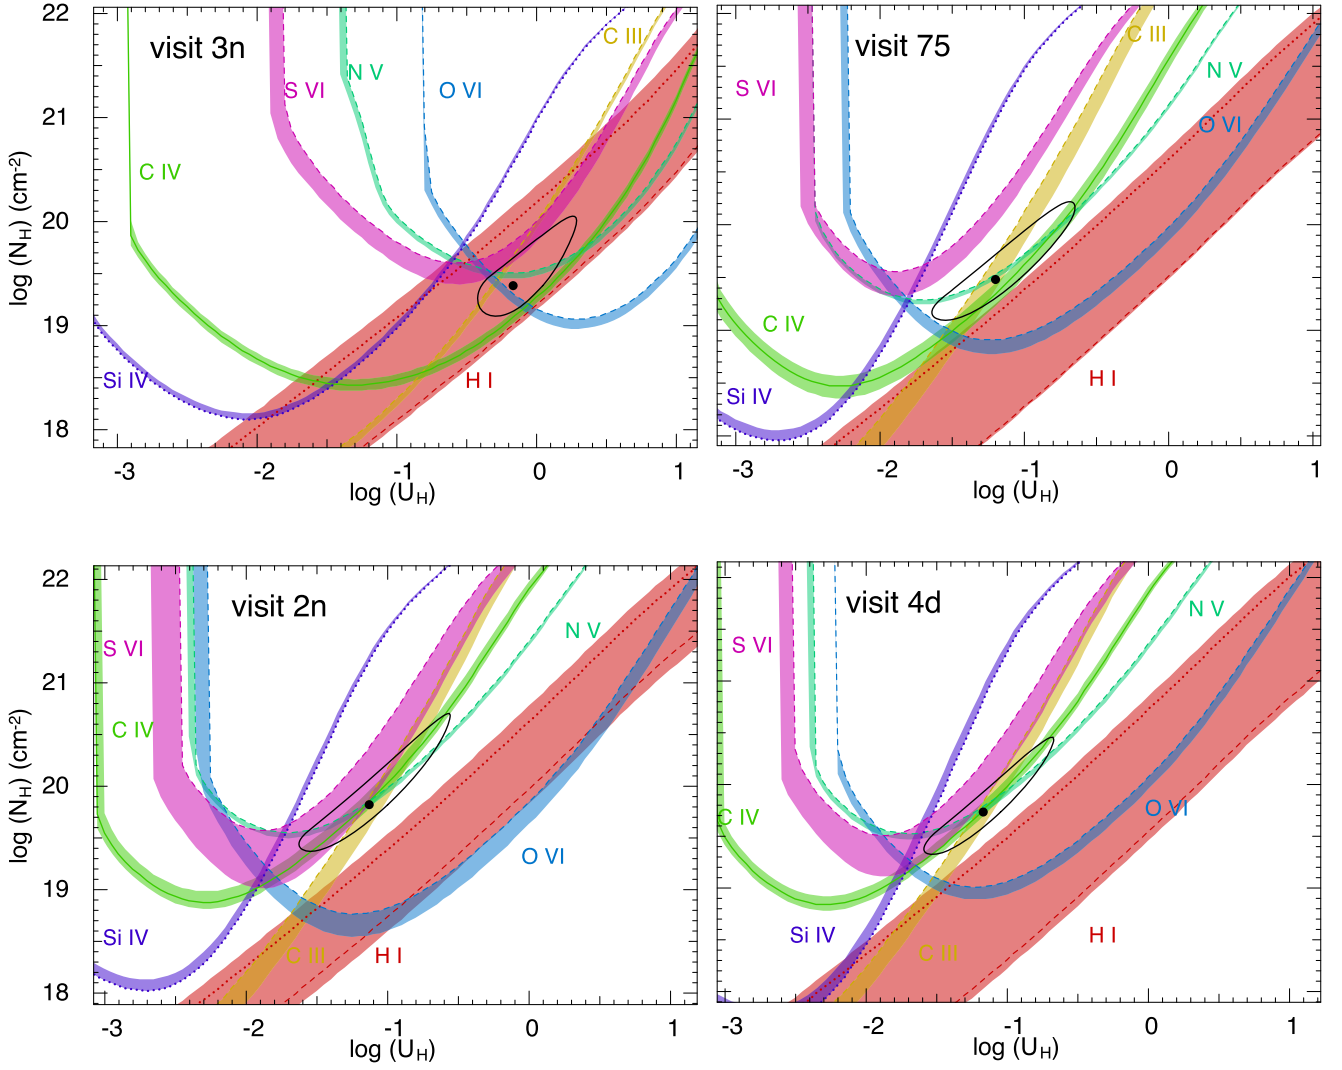 visit 3n
22
21
20
19
18
log (N_H) (cm^-2)
S VI
N V
O VI
C III
C IV
Si IV
H I
-3 -2 -1 0 1
log (U_H)
visit 75
S VI
C III
N V
O VI
C IV
Si IV
H I
-3 -2 -1 0 1
log (U_H)
visit 2n
22
21
20
19
18
log (N_H) (cm^-2)
S VI
N V
C IV
O VI
Si IV
C III
H I
-3 -2 -1 0 1
log (U_H)
visit 4d
S VI
N V
C IV
O VI
Si IV
C III
H I
-3 -2 -1 0 1
log (U_H)